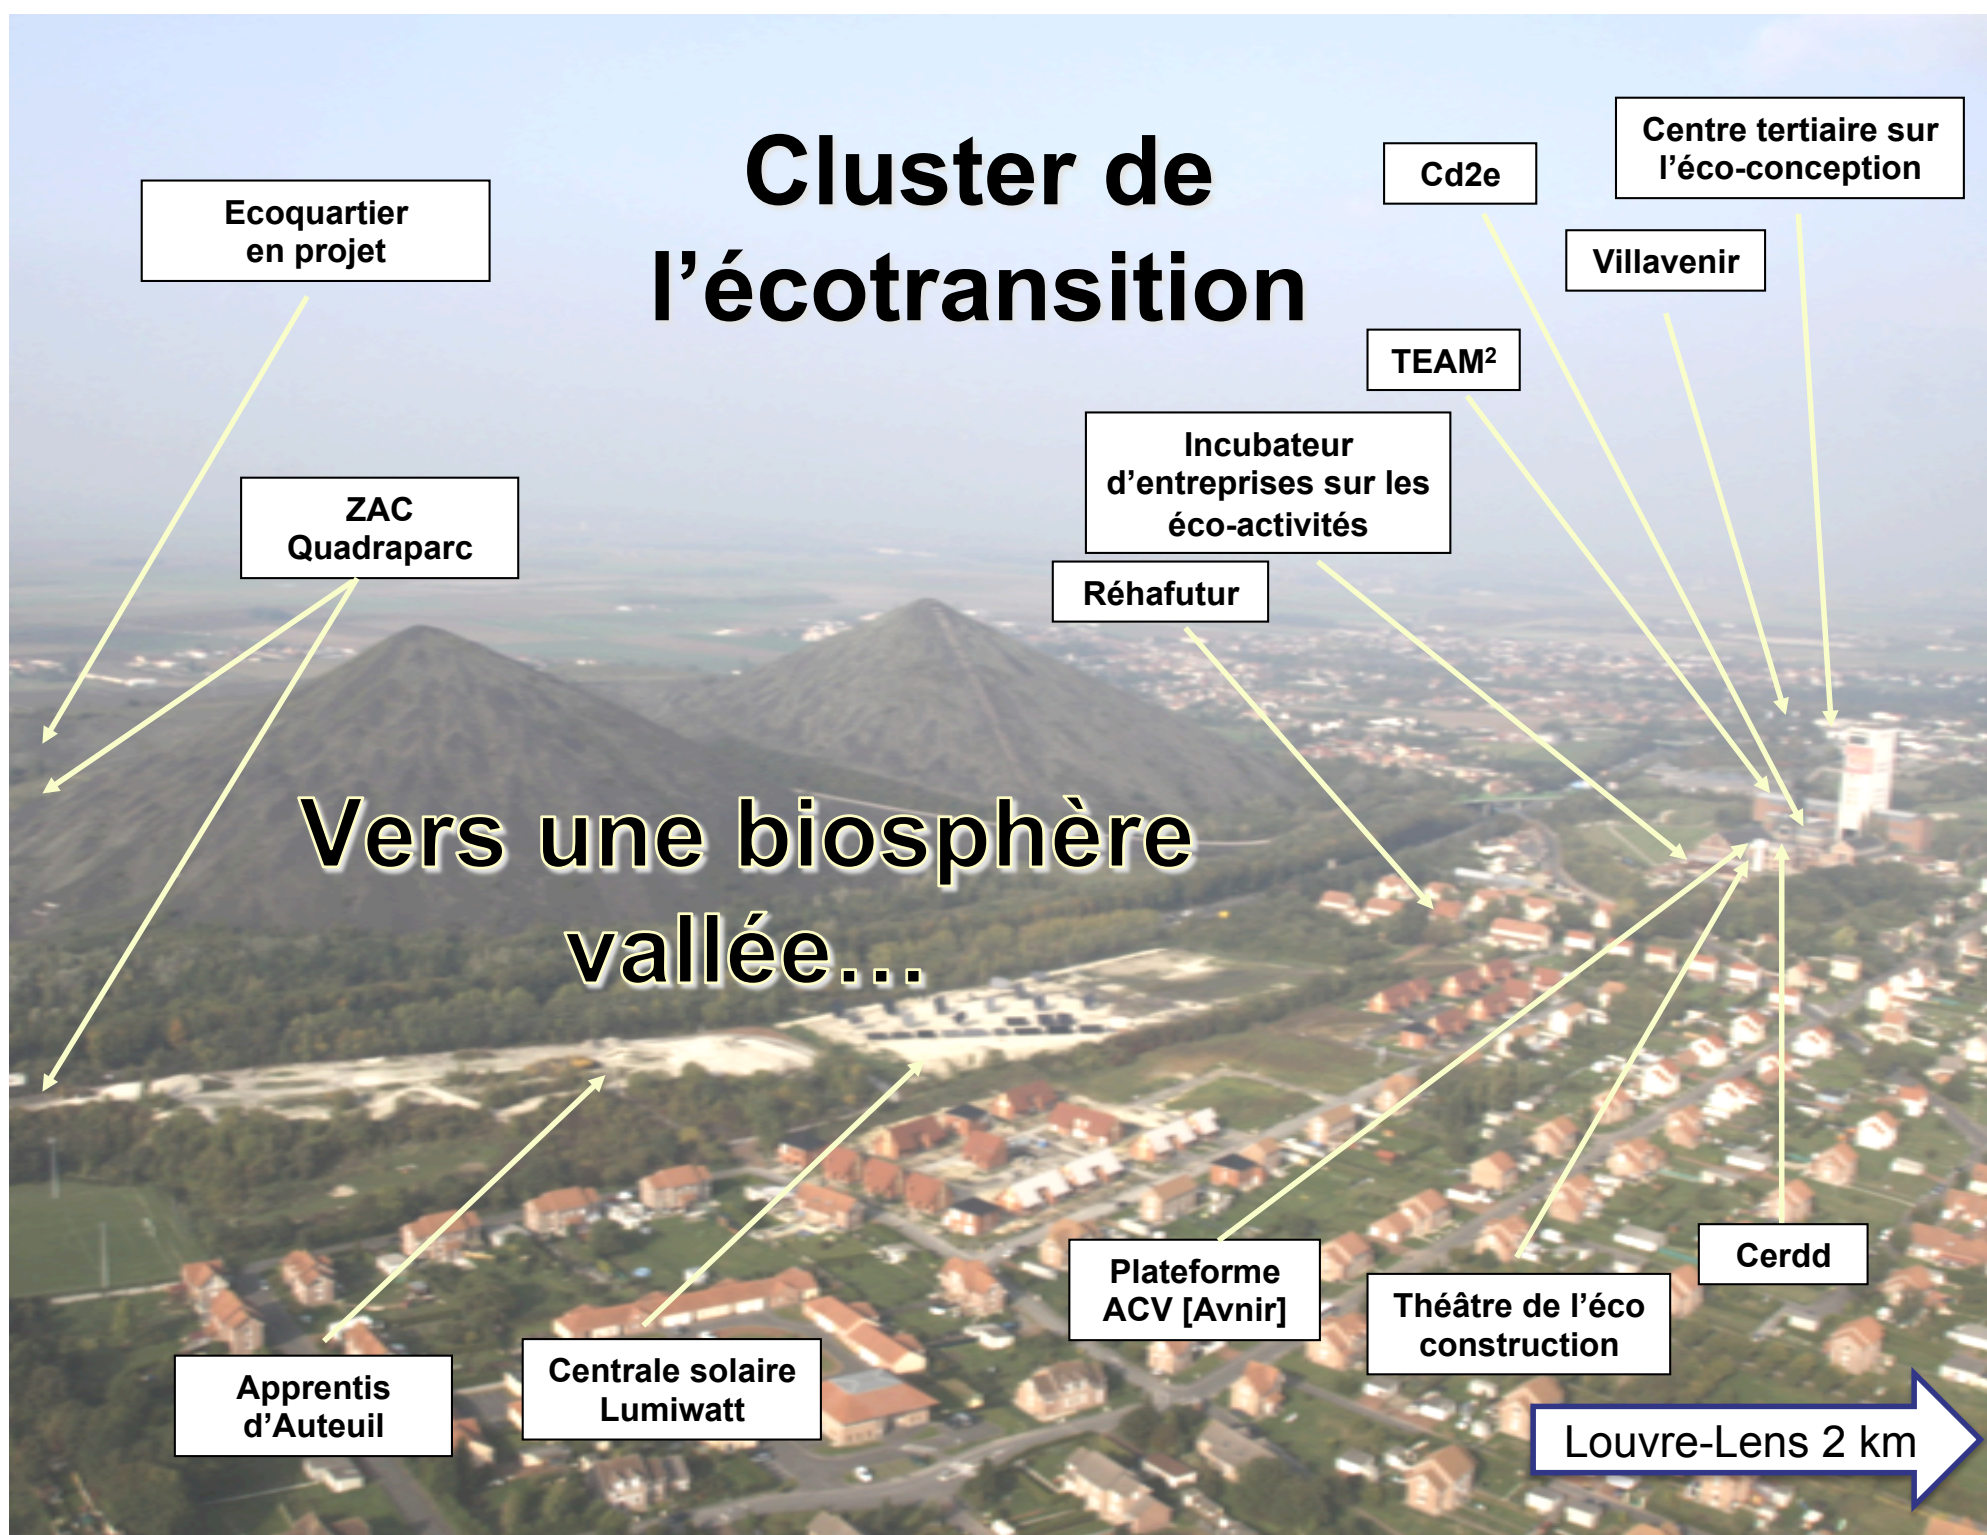 Cluster de
l’écotransition
Centre tertiaire sur
l’éco-conception
Cd2e
Ecoquartier
en projet
Villavenir
TEAM²
Incubateur
d’entreprises sur les
éco-activités
ZAC
Quadraparc
Réhafutur
Vers une biosphère
vallée…
Plateforme
ACV [Avnir]
Cerdd
Théâtre de l’éco
construction
Centrale solaire
Lumiwatt
Apprentis
d’Auteuil
Louvre-Lens 2 km